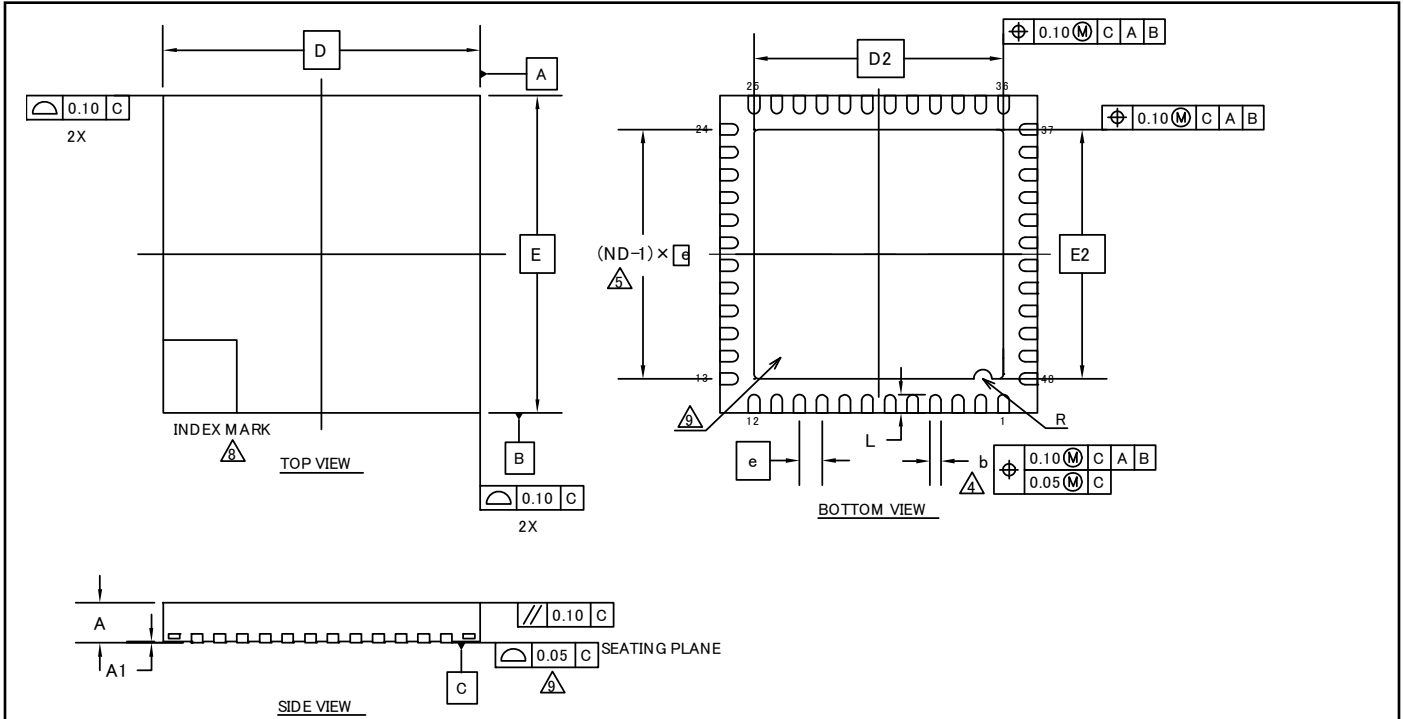 D
A
⌓ 0.10 C
2X
E
INDEX MARK
8
TOP VIEW
B
⌓ 0.10 C
2X
⌖ 0.10 Ⓜ C A B
D2
25
36
⌖ 0.10 Ⓜ C A B
24
37
(ND-1)× e
5
E2
13
48
9
12
1
R
L
e
b
4
⌖ 0.10 Ⓜ C A B
0.05 Ⓜ C
BOTTOM VIEW
A
// 0.10 C
A1
⌓ 0.05 C SEATING PLANE
9
C
SIDE VIEW